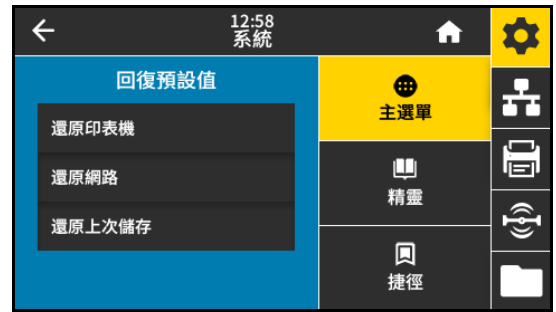 12:58
系統
回復預設值
還原印表機
還原網路
還原上次儲存
主選單
精靈
捷徑